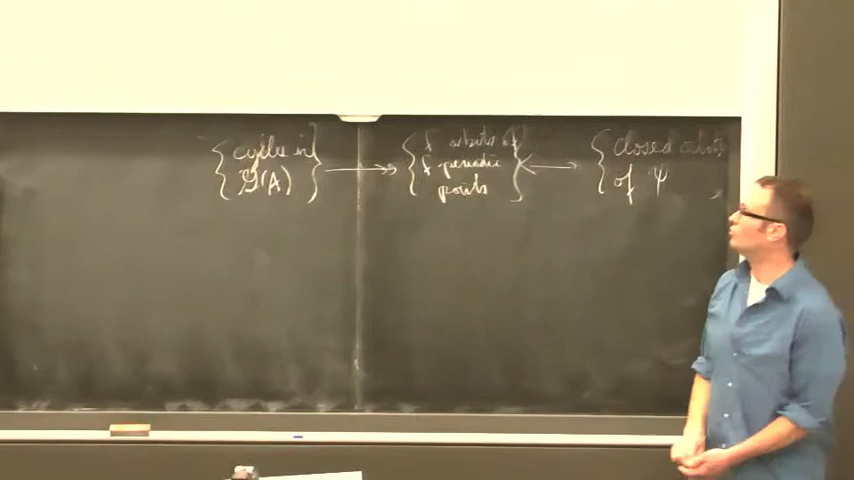 { cycles in 𝒢(A) } ↠ { f orbits of f periodic points } ⟵ { closed orbits of ψ }